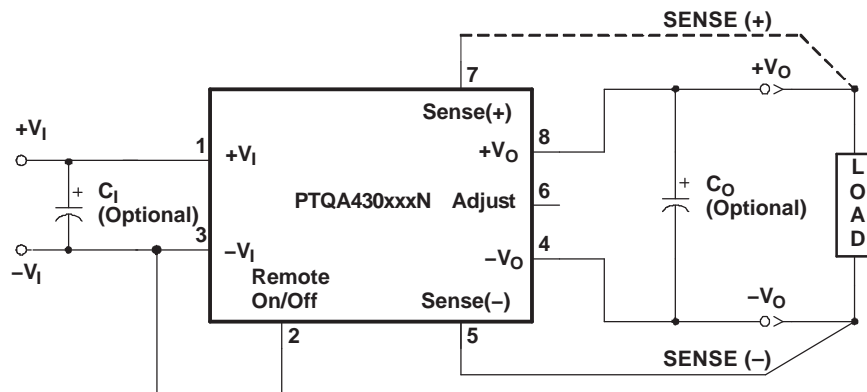 SENSE (+)
7
+VO
Sense(+)
8
+VI
1
+VI
+VO
L
O
A
D
+
CI
(Optional)
PTQA430xxxN
Adjust
6
+
CO
(Optional)
3
4
–VI
–VI
–VO
Remote
On/Off
Sense(–)
–VO
2
5
SENSE (–)